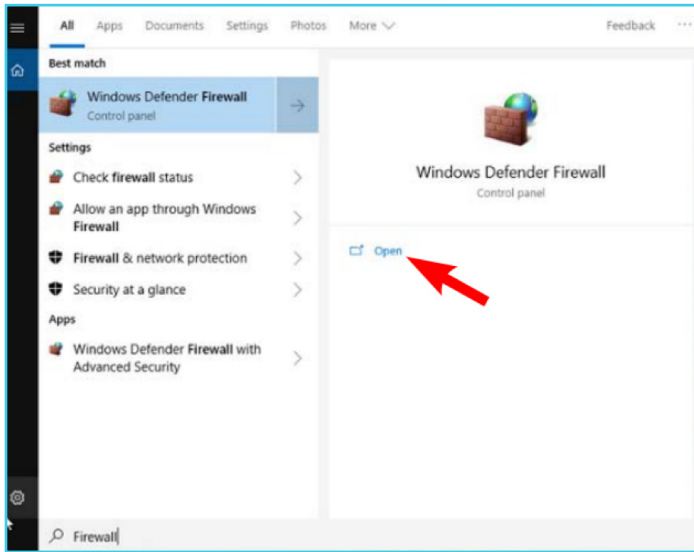 All Apps Documents Settings Photos More Feedback ...
Best match
Windows Defender Firewall
Control panel
Settings
Check firewall status
Allow an app through Windows
Firewall
Firewall & network protection
Security at a glance
Apps
Windows Defender Firewall with
Advanced Security
Windows Defender Firewall
Control panel
Open
Firewall